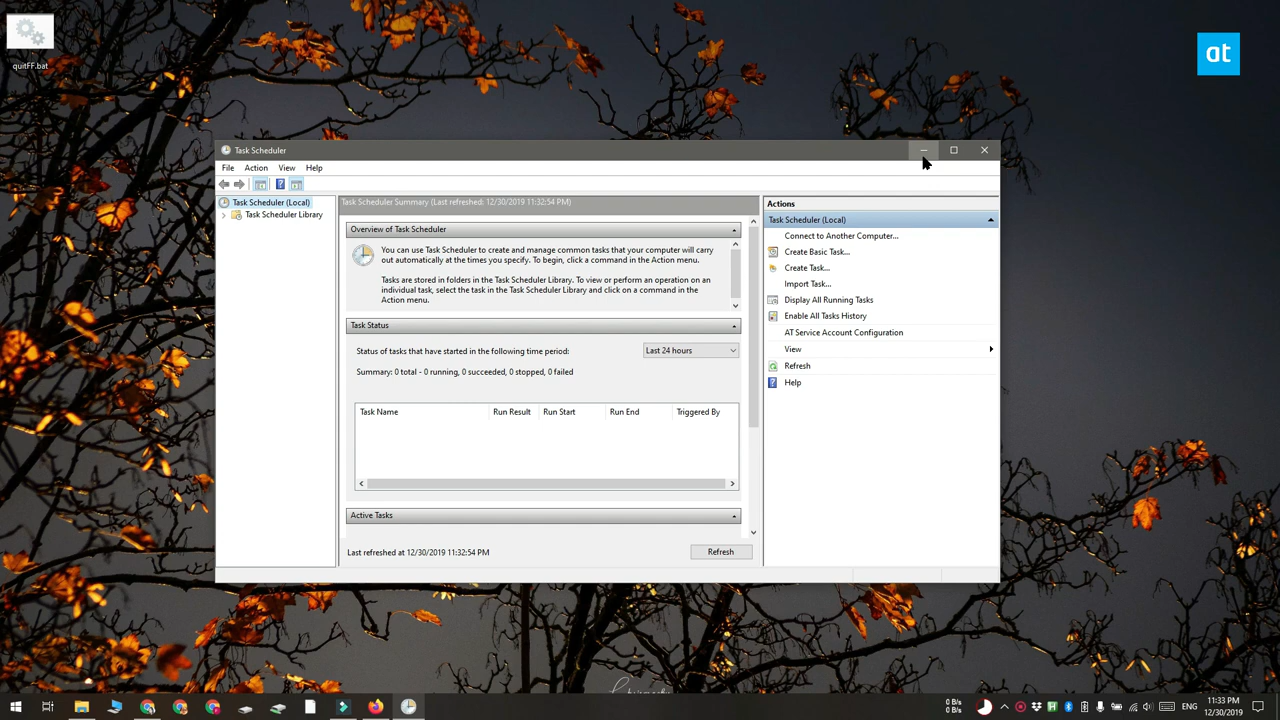 quitFF.bat
at
Task Scheduler
File Action View Help
Task Scheduler (Local)
Task Scheduler Library
Task Scheduler Summary (Last refreshed: 12/30/2019 11:32:54 PM)
Overview of Task Scheduler
You can use Task Scheduler to create and manage common tasks that your computer will carry
out automatically at the times you specify. To begin, click a command in the Action menu.
Tasks are stored in folders in the Task Scheduler Library. To view or perform an operation on an
individual task, select the task in the Task Scheduler Library and click on a command in the
Action menu.
Task Status
Status of tasks that have started in the following time period:
Last 24 hours
Summary: 0 total - 0 running, 0 succeeded, 0 stopped, 0 failed
Task Name Run Result Run Start Run End Triggered By
Active Tasks
Last refreshed at 12/30/2019 11:32:54 PM
Refresh
Actions
Task Scheduler (Local)
Connect to Another Computer...
Create Basic Task...
Create Task...
Import Task...
Display All Running Tasks
Enable All Tasks History
AT Service Account Configuration
View
Refresh
Help
0 B/s
0 B/s
ENG
11:33 PM
12/30/2019